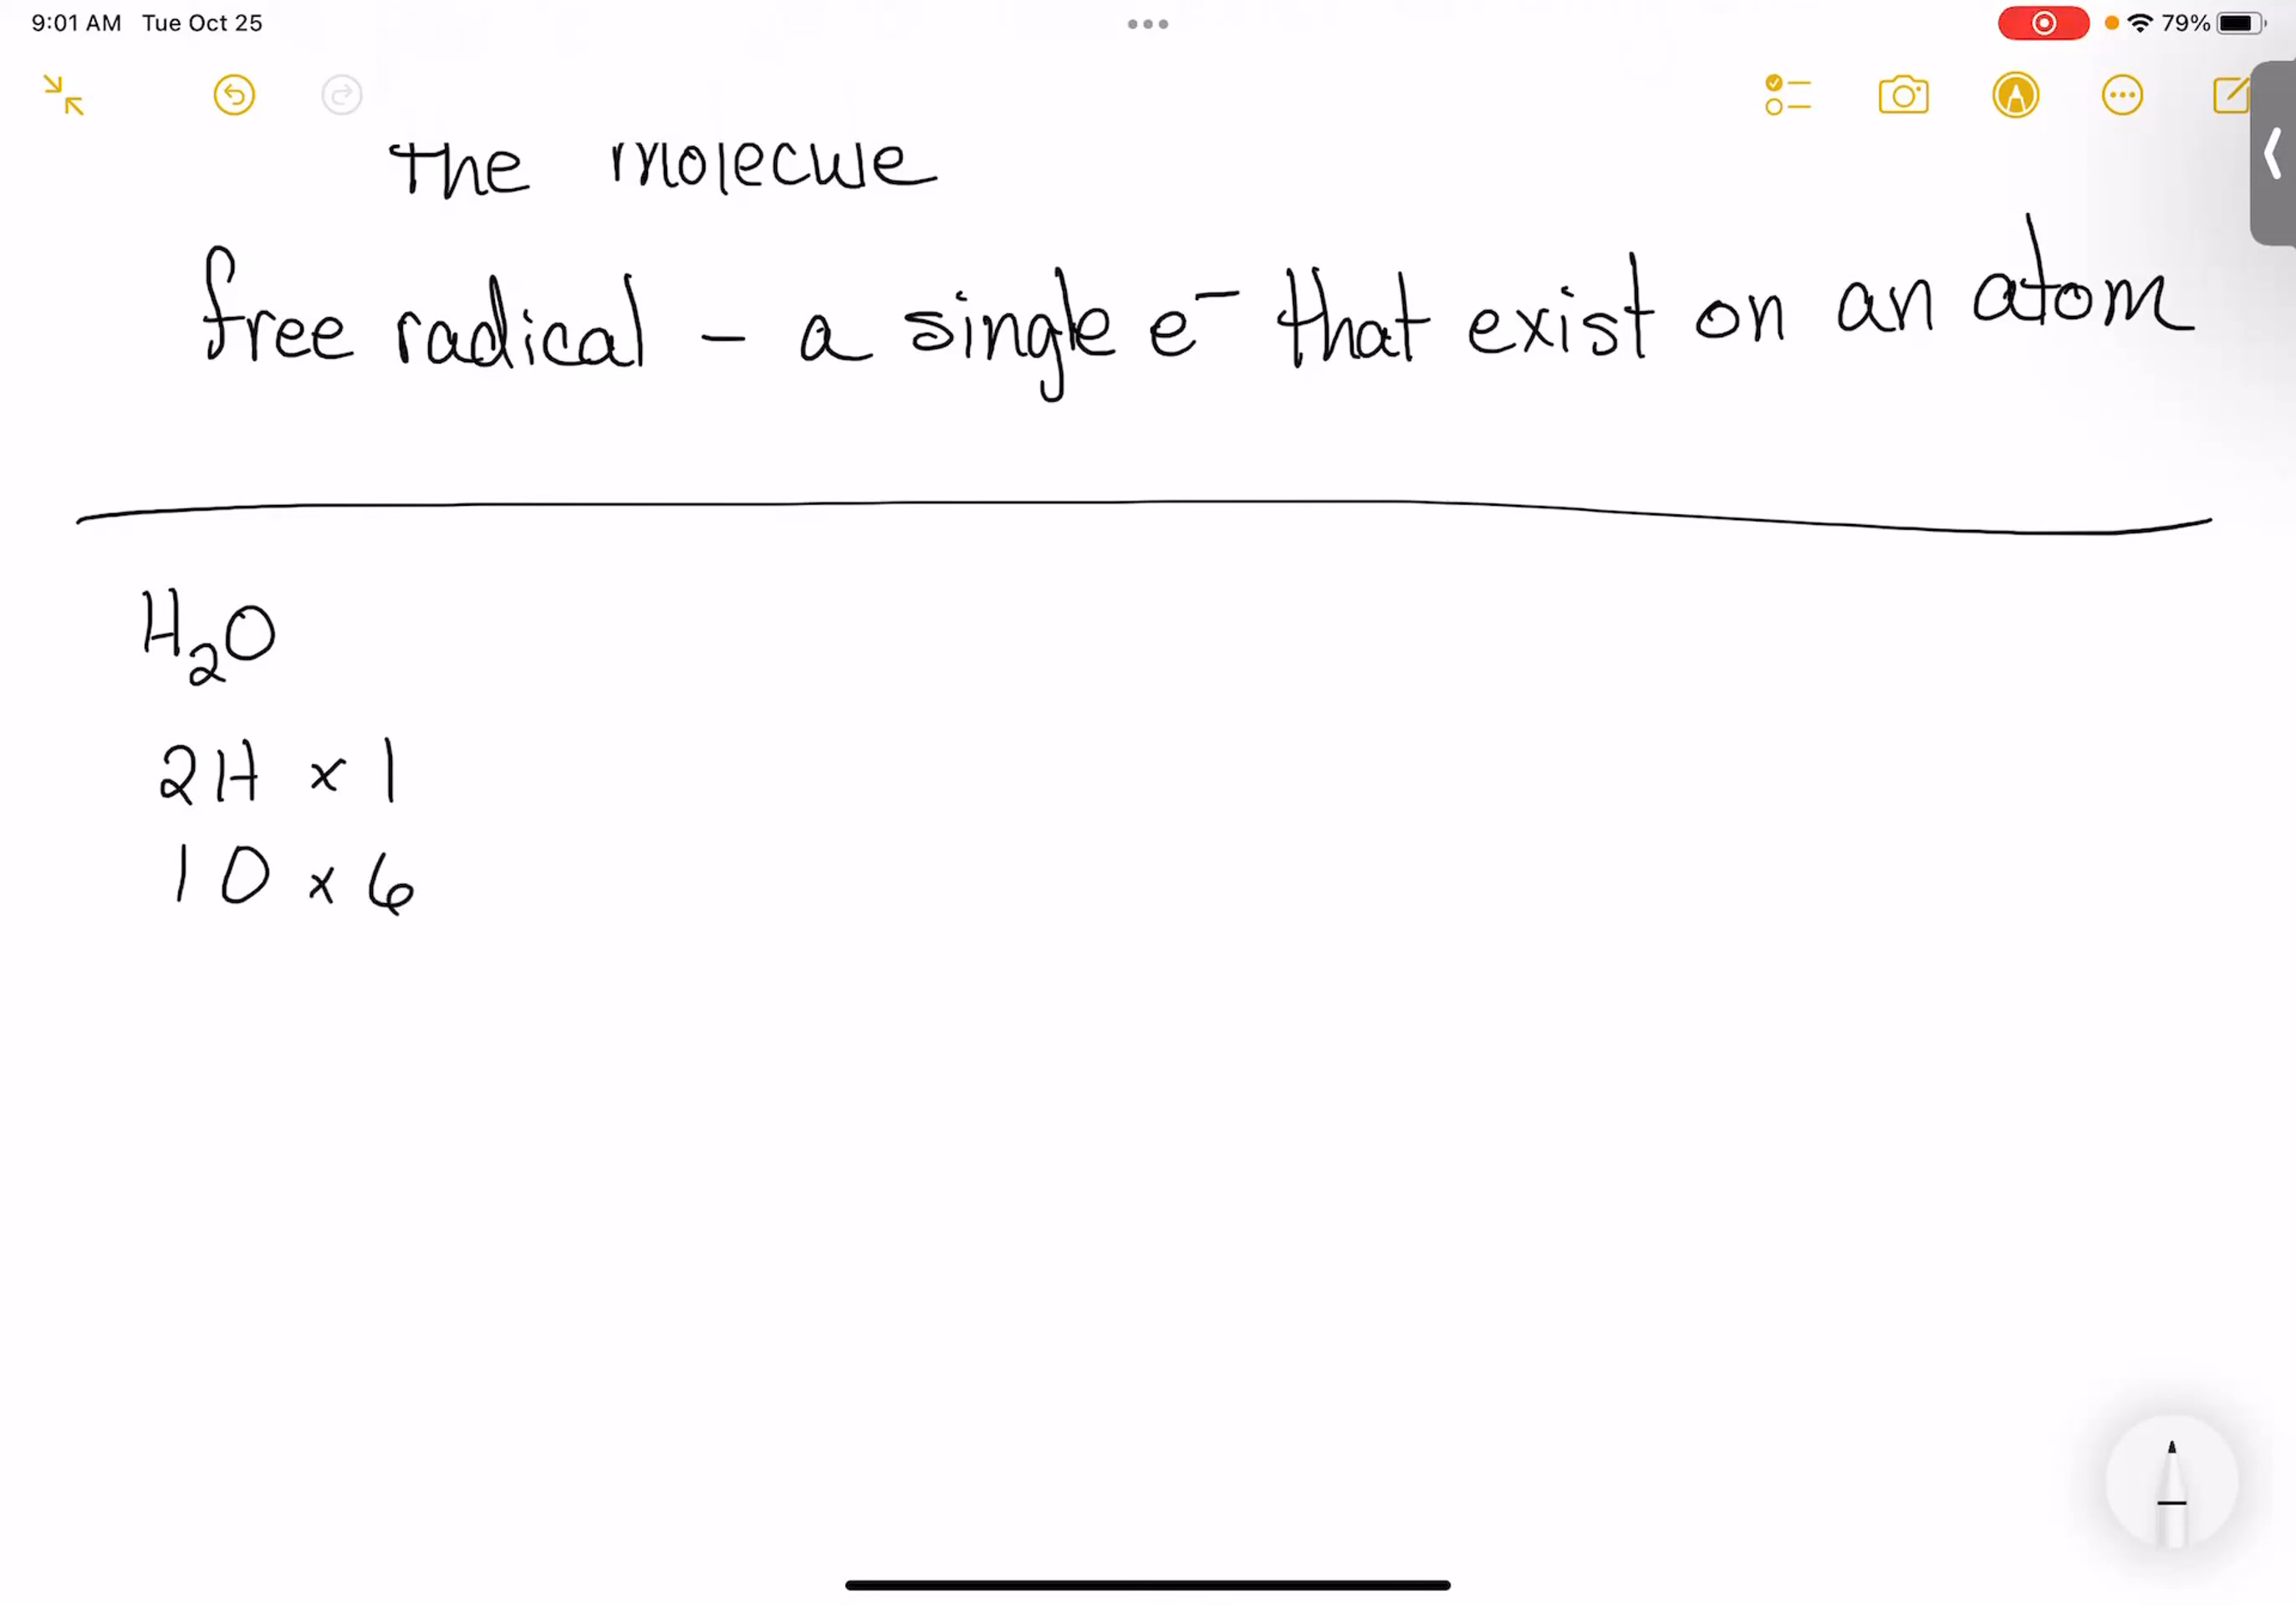 9:01 AM Tue Oct 25 79%
the molecule
free radical – a single e⁻ that exist on an atom
H₂O
2H × 1
1O × 6